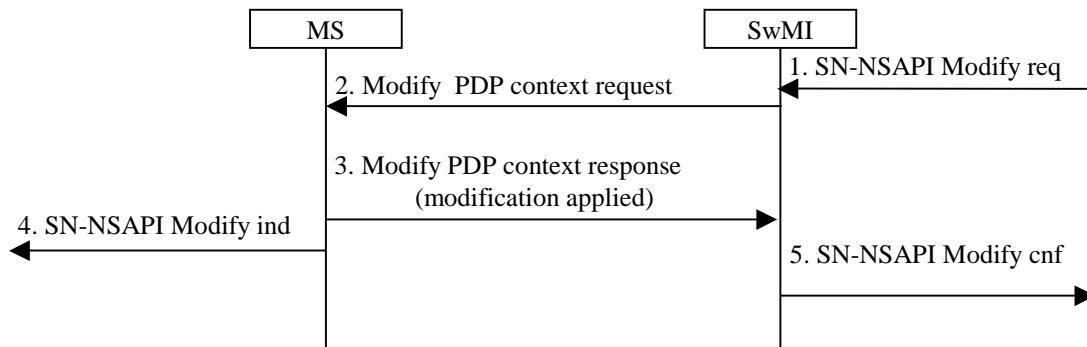 MS
SwMI
1. SN-NSAPI Modify req
2. Modify PDP context request
3. Modify PDP context response
(modification applied)
4. SN-NSAPI Modify ind
5. SN-NSAPI Modify cnf